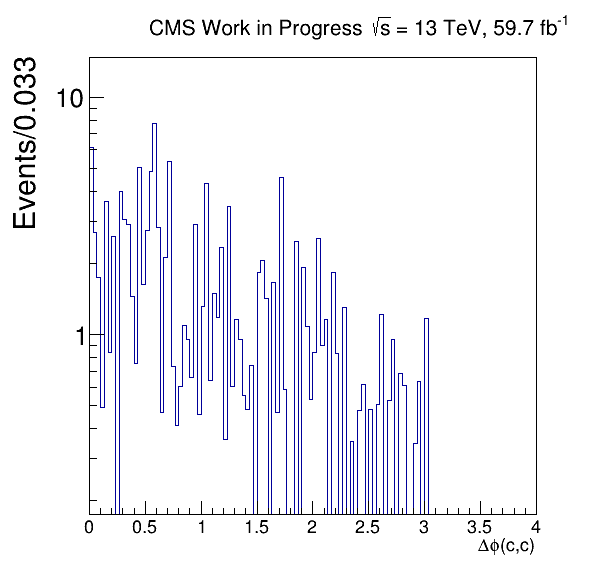 CMS Work in Progress √s = 13 TeV, 59.7 fb⁻¹
Events/0.033
10
1
0 0.5 1 1.5 2 2.5 3 3.5 4
Δϕ(c,c)